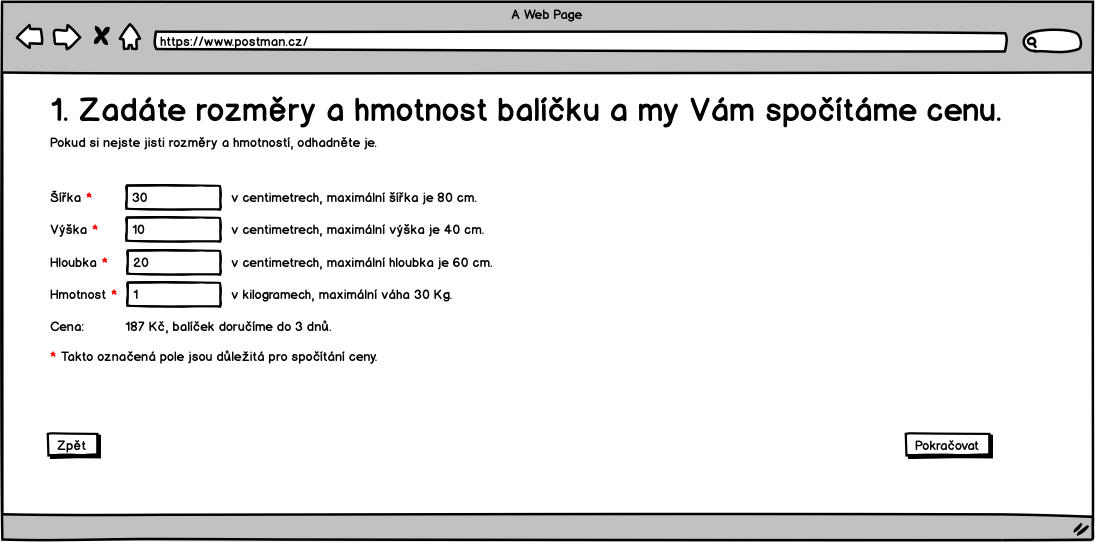 A Web Page
https://www.postman.cz/
1. Zadáte rozměry a hmotnost balíčku a my Vám spočítáme cenu.
Pokud si nejste jisti rozměry a hmotností, odhadněte je.
Šířka * 30 v centimetrech, maximální šířka je 80 cm.
Výška * 10 v centimetrech, maximální výška je 40 cm.
Hloubka * 20 v centimetrech, maximální hloubka je 60 cm.
Hmotnost * 1 v kilogramech, maximální váha 30 Kg.
Cena: 187 Kč, balíček doručíme do 3 dnů.
* Takto označená pole jsou důležitá pro spočítání ceny.
Zpět Pokračovat